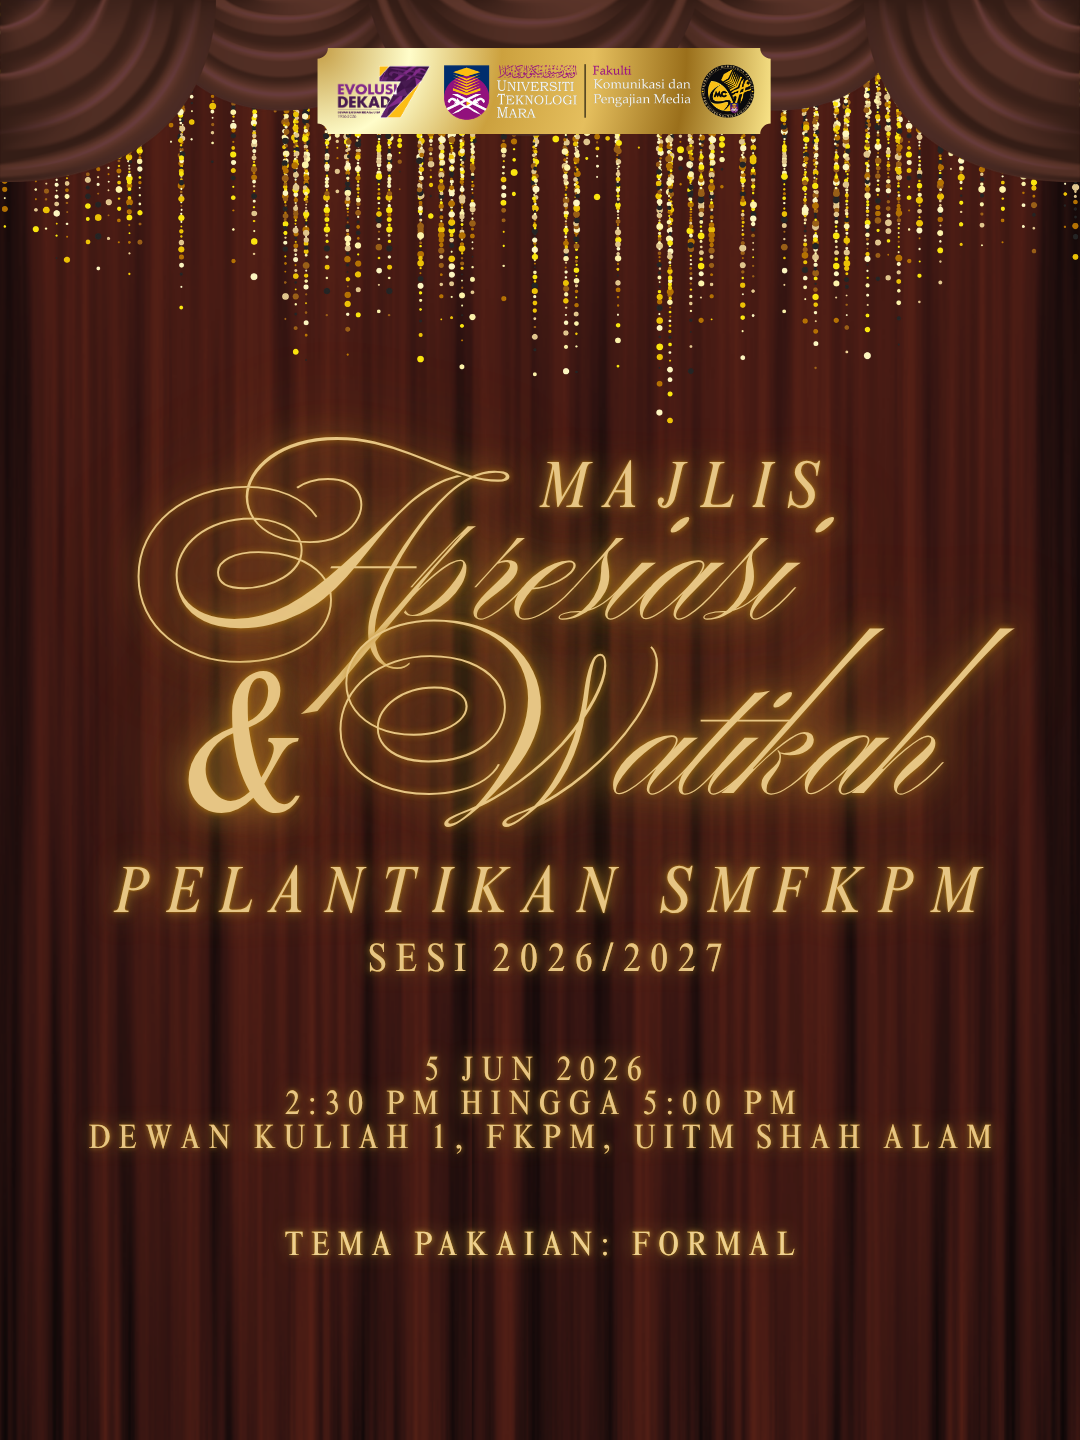 EVOLUSI
DEKAD 7
UNIVERSITI
TEKNOLOGI
MARA
Fakulti
Komunikasi dan
Pengajian Media
MC
MAJLIS
Apresiasi
& Watikah
PELANTIKAN SMFKPM
SESI 2026/2027
5 JUN 2026
2:30 PM HINGGA 5:00 PM
DEWAN KULIAH 1, FKPM, UITM SHAH ALAM
TEMA PAKAIAN: FORMAL